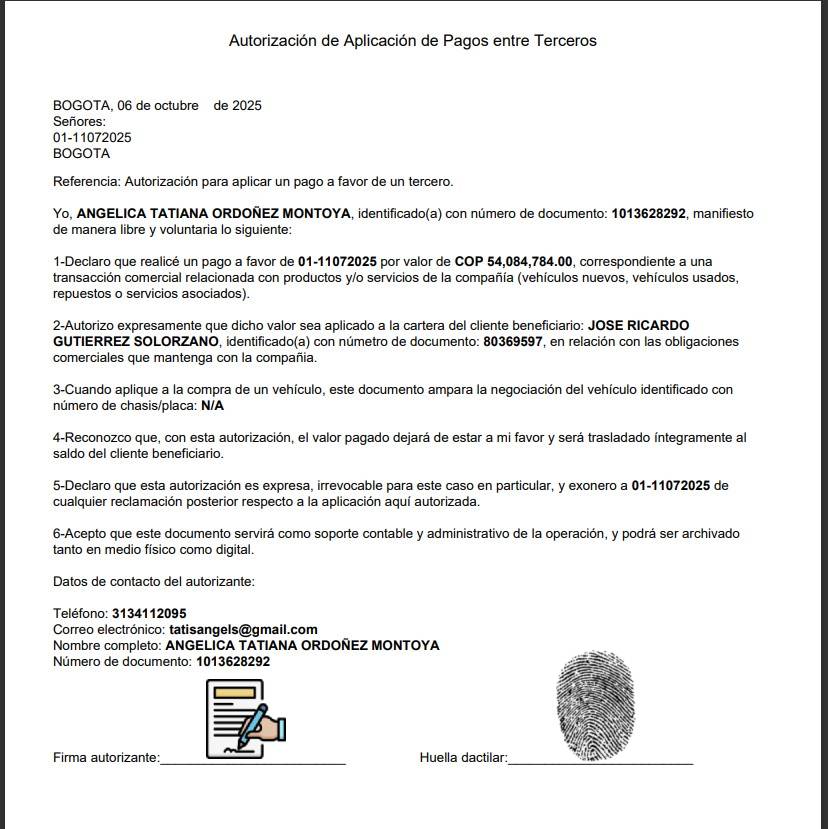 Autorización de Aplicación de Pagos entre Terceros
BOGOTA, 06 de octubre de 2025
Señores:
01-11072025
BOGOTA
Referencia: Autorización para aplicar un pago a favor de un tercero.
Yo, ANGELICA TATIANA ORDOÑEZ MONTOYA, identificado(a) con número de documento: 1013628292, manifiesto
de manera libre y voluntaria lo siguiente:
1-Declaro que realicé un pago a favor de 01-11072025 por valor de COP 54,084,784.00, correspondiente a una
transacción comercial relacionada con productos y/o servicios de la compañía (vehículos nuevos, vehículos usados,
repuestos o servicios asociados).
2-Autorizo expresamente que dicho valor sea aplicado a la cartera del cliente beneficiario: JOSE RICARDO
GUTIERREZ SOLORZANO, identificado(a) con númetro de documento: 80369597, en relación con las obligaciones
comerciales que mantenga con la compañia.
3-Cuando aplique a la compra de un vehículo, este documento ampara la negociación del vehículo identificado con
número de chasis/placa: N/A
4-Reconozco que, con esta autorización, el valor pagado dejará de estar a mi favor y será trasladado íntegramente al
saldo del cliente beneficiario.
5-Declaro que esta autorización es expresa, irrevocable para este caso en particular, y exonero a 01-11072025 de
cualquier reclamación posterior respecto a la aplicación aquí autorizada.
6-Acepto que este documento servirá como soporte contable y administrativo de la operación, y podrá ser archivado
tanto en medio físico como digital.
Datos de contacto del autorizante:
Teléfono: 3134112095
Correo electrónico: tatisangels@gmail.com
Nombre completo: ANGELICA TATIANA ORDOÑEZ MONTOYA
Número de documento: 1013628292
Firma autorizante: Huella dactilar: